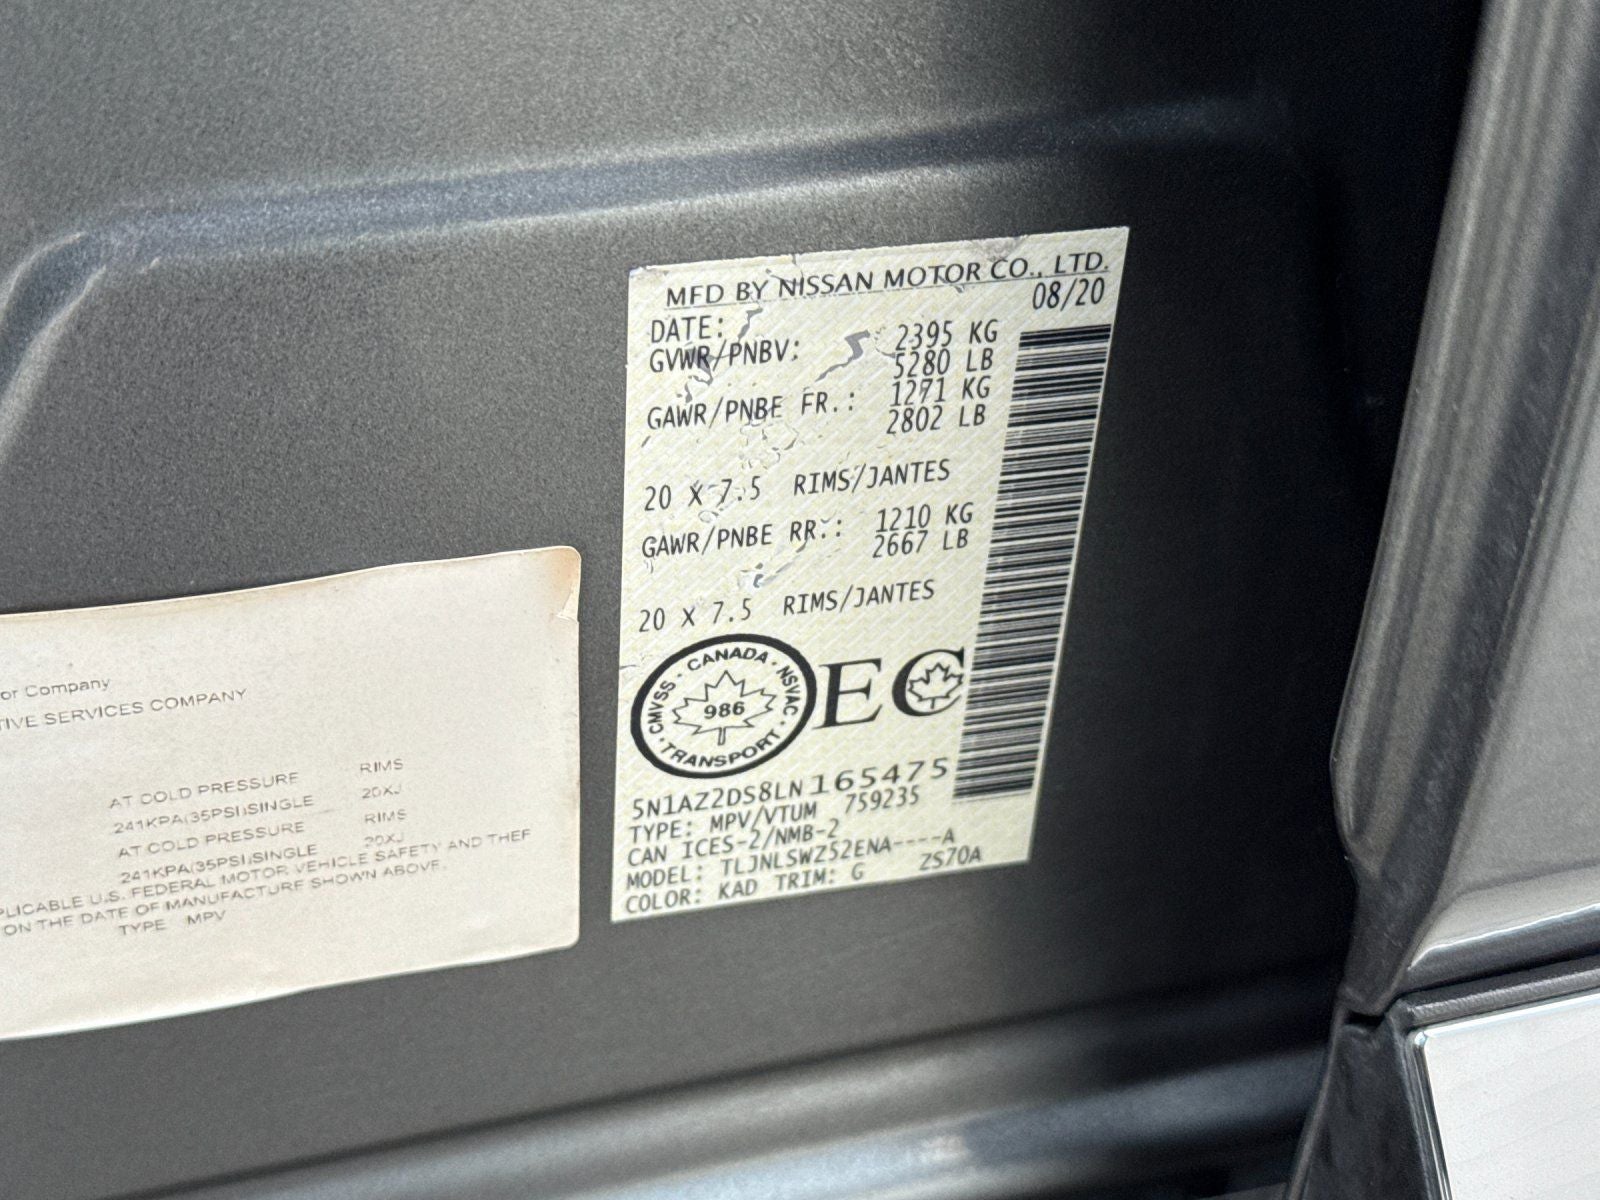 MFD BY NISSAN MOTOR CO., LTD.
DATE: 08/20
GVWR/PNBV: 2395 KG
5280 LB
GAWR/PNBE FR.: 1271 KG
2802 LB
20 X 7.5 RIMS/JANTES
GAWR/PNBE RR.: 1210 KG
2667 LB
20 X 7.5 RIMS/JANTES
CANADA · NSVAC · TRANSPORT · CMVSS ·
986
EC
5N1AZ2DS8LN165475
TYPE: MPV/VTUM 759235
CAN ICES-2/NMB-2
MODEL: TLJNLSWZ52ENA----A
COLOR: KAD TRIM: G ZS70A
or Company
TIVE SERVICES COMPANY
AT COLD PRESSURE RIMS
241KPA(35PSI)SINGLE 20XJ
AT COLD PRESSURE RIMS
241KPA(35PSI)SINGLE 20XJ
PLICABLE U.S. FEDERAL MOTOR VEHICLE SAFETY AND THEF
ON THE DATE OF MANUFACTURE SHOWN ABOVE.
TYPE MPV